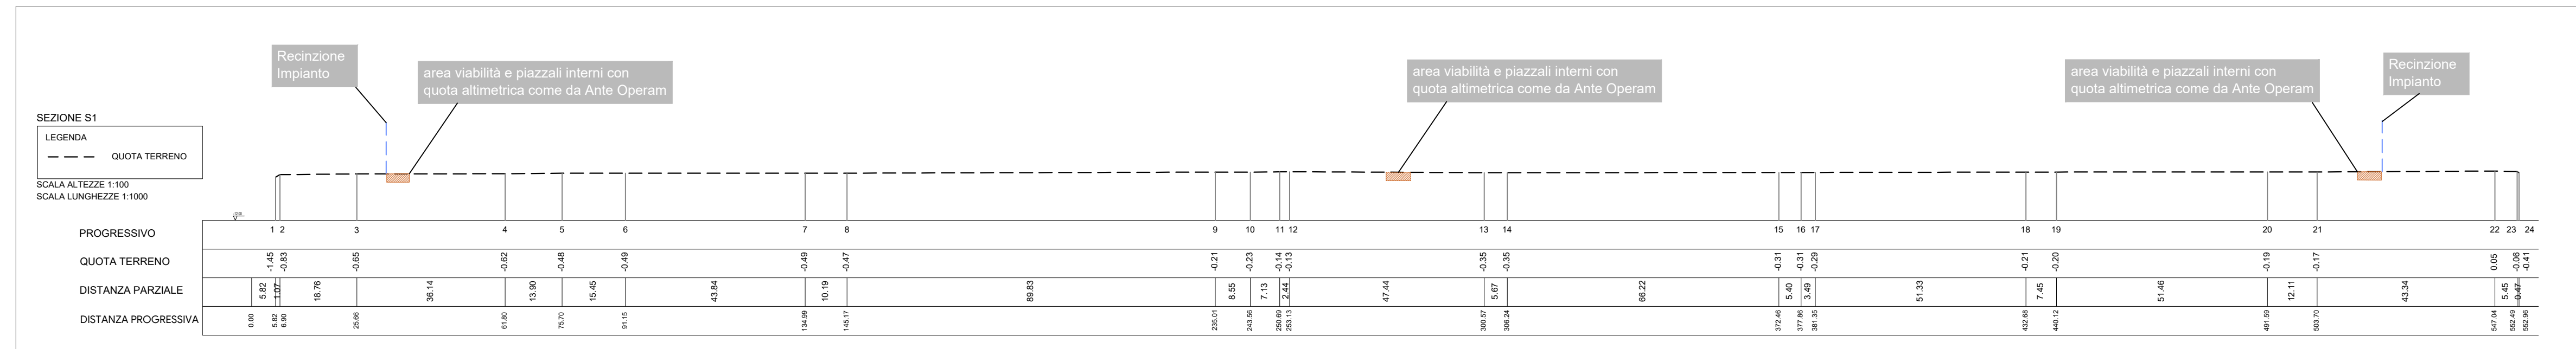 Recinzione
Impianto
area viabilità e piazzali interni con
quota altimetrica come da Ante Operam
area viabilità e piazzali interni con
quota altimetrica come da Ante Operam
area viabilità e piazzali interni con
quota altimetrica come da Ante Operam
Recinzione
Impianto
SEZIONE S1
LEGENDA
QUOTA TERRENO
SCALA ALTEZZE 1:100
SCALA LUNGHEZZE 1:1000
PROGRESSIVO 1 2 3 4 5 6 7 8 9 10 11 12 13 14 15 16 17 18 19 20 21 22 23 24
QUOTA TERRENO -1.45 -0.83 -0.65 -0.62 -0.48 -0.49 -0.49 -0.47 -0.21 -0.23 -0.14 -0.13 -0.35 -0.35 -0.31 -0.31 -0.29 -0.21 -0.20 -0.19 -0.17 0.05 -0.06 -0.41
DISTANZA PARZIALE 5.82 1.07 18.76 36.14 13.90 15.45 43.84 10.19 89.83 8.55 7.13 2.44 47.44 5.67 66.22 5.40 3.49 51.33 7.45 51.46 12.11 43.34 5.45 0.47
DISTANZA PROGRESSIVA 0.00 5.82 6.90 25.66 61.80 75.70 91.15 134.99 145.17 235.01 243.56 250.69 253.13 300.57 306.24 372.46 377.86 381.35 432.68 440.12 491.59 503.70 547.04 552.49 552.96